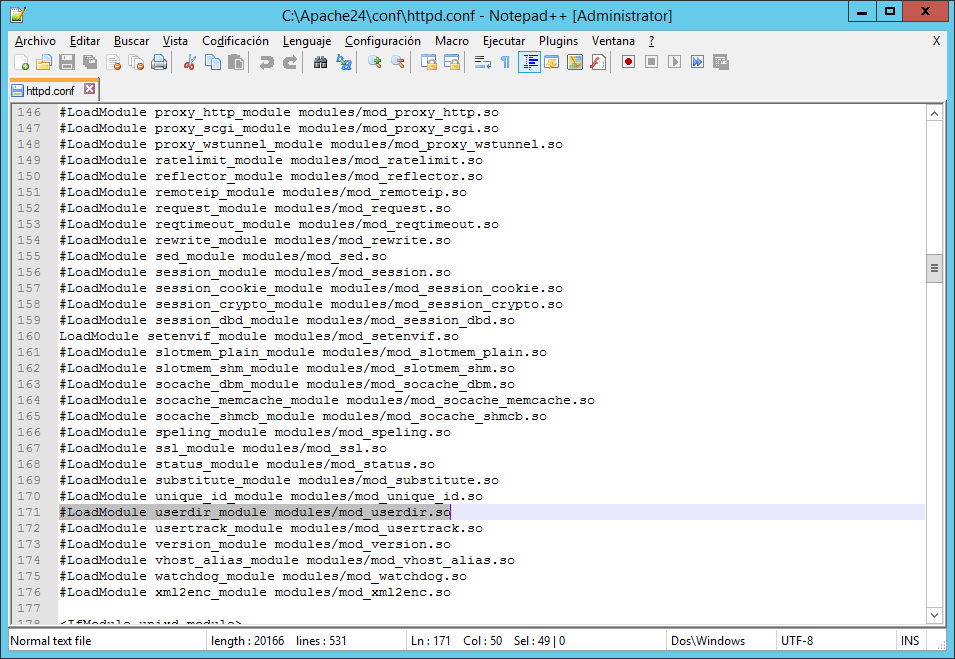 C:\Apache24\conf\httpd.conf - Notepad++ [Administrator]
Archivo Editar Buscar Vista Codificación Lenguaje Configuración Macro Ejecutar Plugins Ventana ? X
httpd.conf
146 #LoadModule proxy_http_module modules/mod_proxy_http.so
147 #LoadModule proxy_scgi_module modules/mod_proxy_scgi.so
148 #LoadModule proxy_wstunnel_module modules/mod_proxy_wstunnel.so
149 #LoadModule ratelimit_module modules/mod_ratelimit.so
150 #LoadModule reflector_module modules/mod_reflector.so
151 #LoadModule remoteip_module modules/mod_remoteip.so
152 #LoadModule request_module modules/mod_request.so
153 #LoadModule reqtimeout_module modules/mod_reqtimeout.so
154 #LoadModule rewrite_module modules/mod_rewrite.so
155 #LoadModule sed_module modules/mod_sed.so
156 #LoadModule session_module modules/mod_session.so
157 #LoadModule session_cookie_module modules/mod_session_cookie.so
158 #LoadModule session_crypto_module modules/mod_session_crypto.so
159 #LoadModule session_dbd_module modules/mod_session_dbd.so
160 LoadModule setenvif_module modules/mod_setenvif.so
161 #LoadModule slotmem_plain_module modules/mod_slotmem_plain.so
162 #LoadModule slotmem_shm_module modules/mod_slotmem_shm.so
163 #LoadModule socache_dbm_module modules/mod_socache_dbm.so
164 #LoadModule socache_memcache_module modules/mod_socache_memcache.so
165 #LoadModule socache_shmcb_module modules/mod_socache_shmcb.so
166 #LoadModule speling_module modules/mod_speling.so
167 #LoadModule ssl_module modules/mod_ssl.so
168 #LoadModule status_module modules/mod_status.so
169 #LoadModule substitute_module modules/mod_substitute.so
170 #LoadModule unique_id_module modules/mod_unique_id.so
171 #LoadModule userdir_module modules/mod_userdir.so
172 #LoadModule usertrack_module modules/mod_usertrack.so
173 #LoadModule version_module modules/mod_version.so
174 #LoadModule vhost_alias_module modules/mod_vhost_alias.so
175 #LoadModule watchdog_module modules/mod_watchdog.so
176 #LoadModule xml2enc_module modules/mod_xml2enc.so
177
178 <IfModule unixd_module>
Normal text file length : 20166 lines : 531 Ln : 171 Col : 50 Sel : 49 | 0 Dos\Windows UTF-8 INS